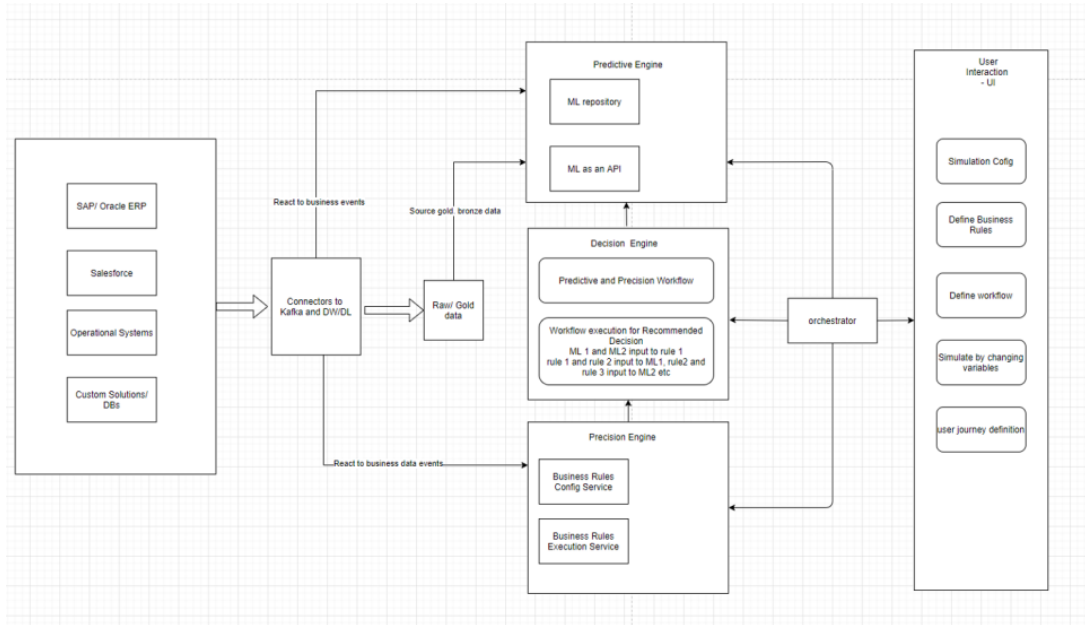 SAP/ Oracle ERP
Salesforce
Operational Systems
Custom Solutions/
DBs
React to business events
Connectors to
Kafka and DW/DL
React to business data events
Source gold bronze data
Raw/ Gold
data
Predictive Engine
ML repository
ML as an API
Decision Engine
Predictive and Precision Workflow
Workflow execution for Recommended
Decision
ML 1 and ML2 input to rule 1
rule 1 and rule 2 input to ML1, rule2 and
rule 3 input to ML2 etc
Precision Engine
Business Rules
Config Service
Business Rules
Execution Service
orchestrator
User
Interaction
- UI
Simulation Cofig
Define Business
Rules
Define workflow
Simulate by changing
variables
user journey definition